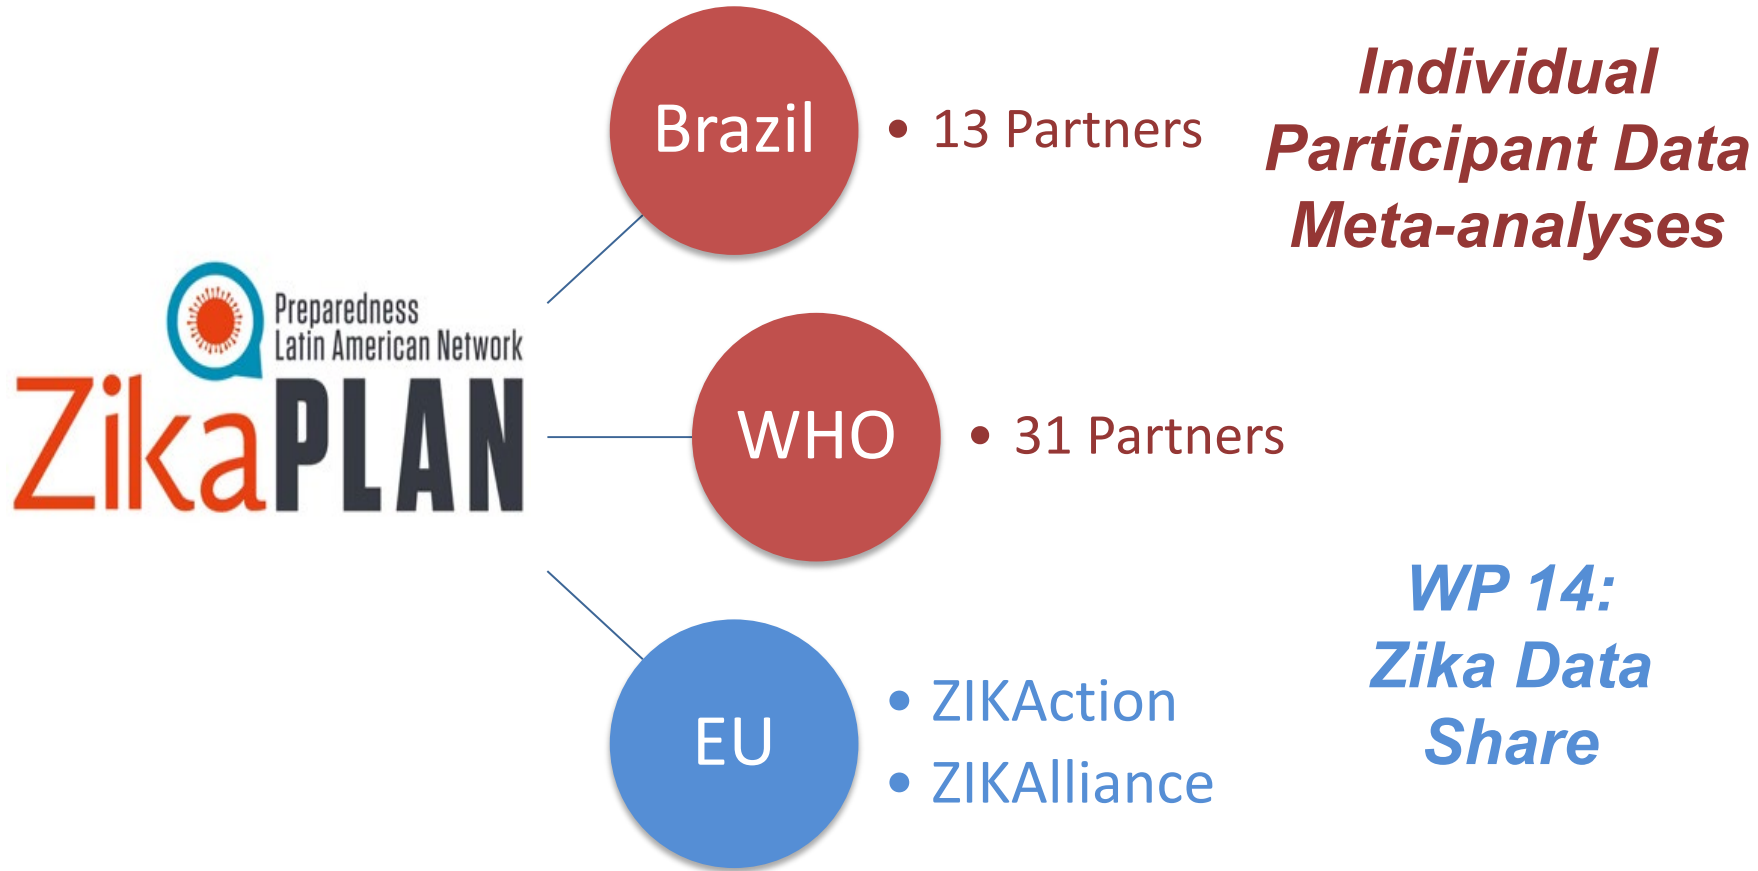 Preparedness
Latin American Network
ZikaPLAN
Brazil
• 13 Partners
Individual
Participant Data
Meta-analyses
WHO
• 31 Partners
EU
• ZIKAction
• ZIKAlliance
WP 14:
Zika Data
Share